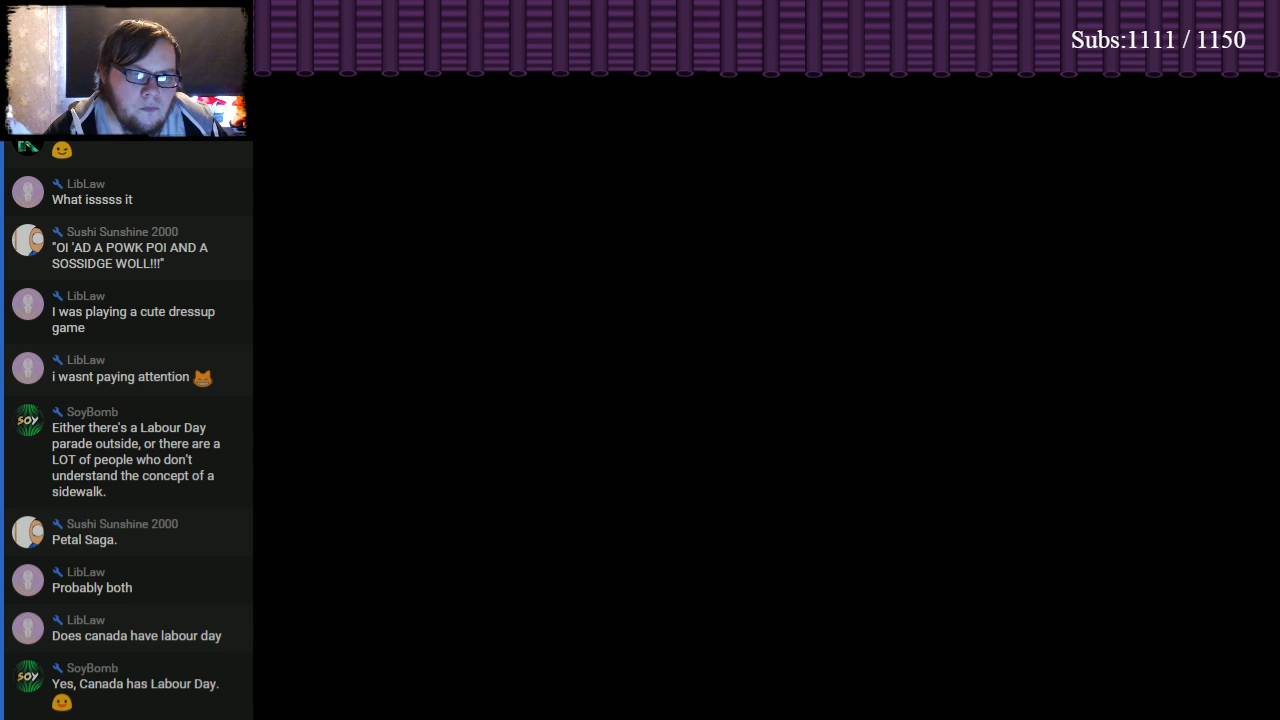 Subs:1111 / 1150
LibLaw
What isssss it
Sushi Sunshine 2000
"OI 'AD A POWK POI AND A
SOSSIDGE WOLL!!!"
LibLaw
I was playing a cute dressup
game
LibLaw
i wasnt paying attention
SOY
SoyBomb
Either there's a Labour Day
parade outside, or there are a
LOT of people who don't
understand the concept of a
sidewalk.
Sushi Sunshine 2000
Petal Saga.
LibLaw
Probably both
LibLaw
Does canada have labour day
SOY
SoyBomb
Yes, Canada has Labour Day.